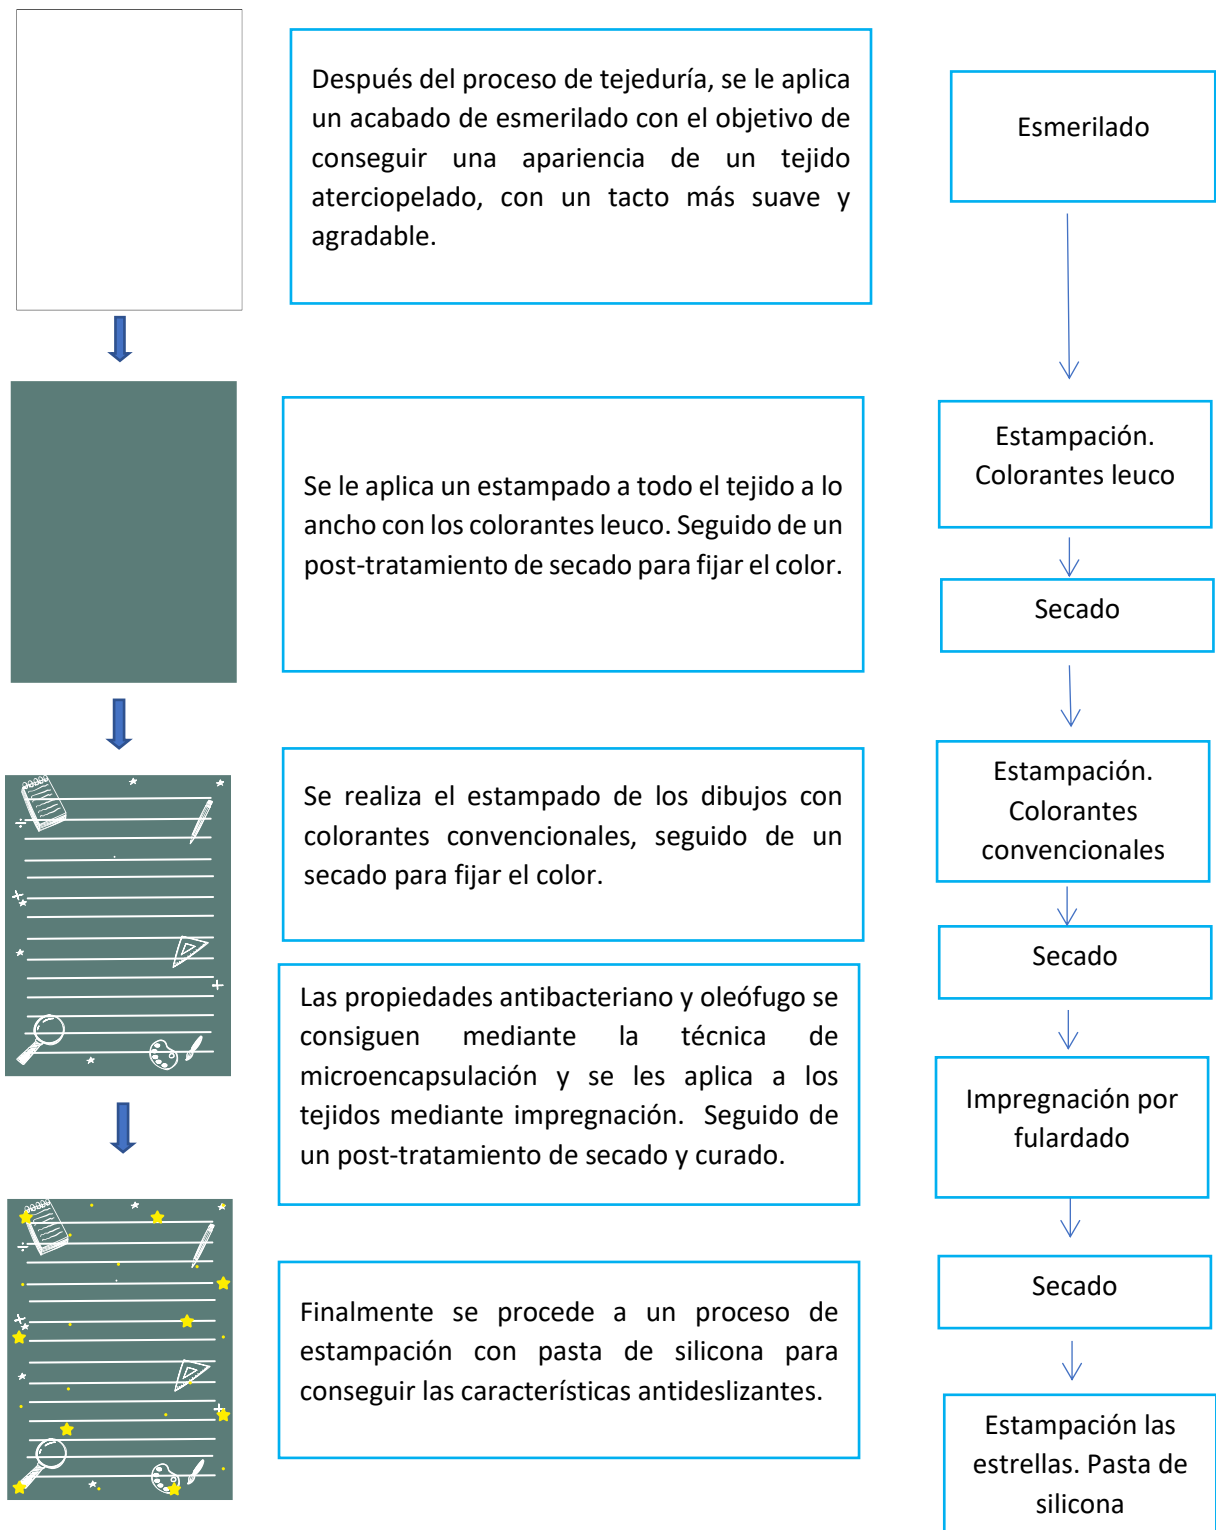 Después del proceso de tejeduría, se le aplica
un acabado de esmerilado con el objetivo de
conseguir una apariencia de un tejido
aterciopelado, con un tacto más suave y
agradable.
Esmerilado
Se le aplica un estampado a todo el tejido a lo
ancho con los colorantes leuco. Seguido de un
post-tratamiento de secado para fijar el color.
Estampación.
Colorantes leuco
Secado
Se realiza el estampado de los dibujos con
colorantes convencionales, seguido de un
secado para fijar el color.
Estampación.
Colorantes
convencionales
Secado
Las propiedades antibacteriano y oleófugo se
consiguen mediante la técnica de
microencapsulación y se les aplica a los
tejidos mediante impregnación. Seguido de
un post-tratamiento de secado y curado.
Impregnación por
fulardado
Secado
Finalmente se procede a un proceso de
estampación con pasta de silicona para
conseguir las características antideslizantes.
Estampación las
estrellas. Pasta de
silicona